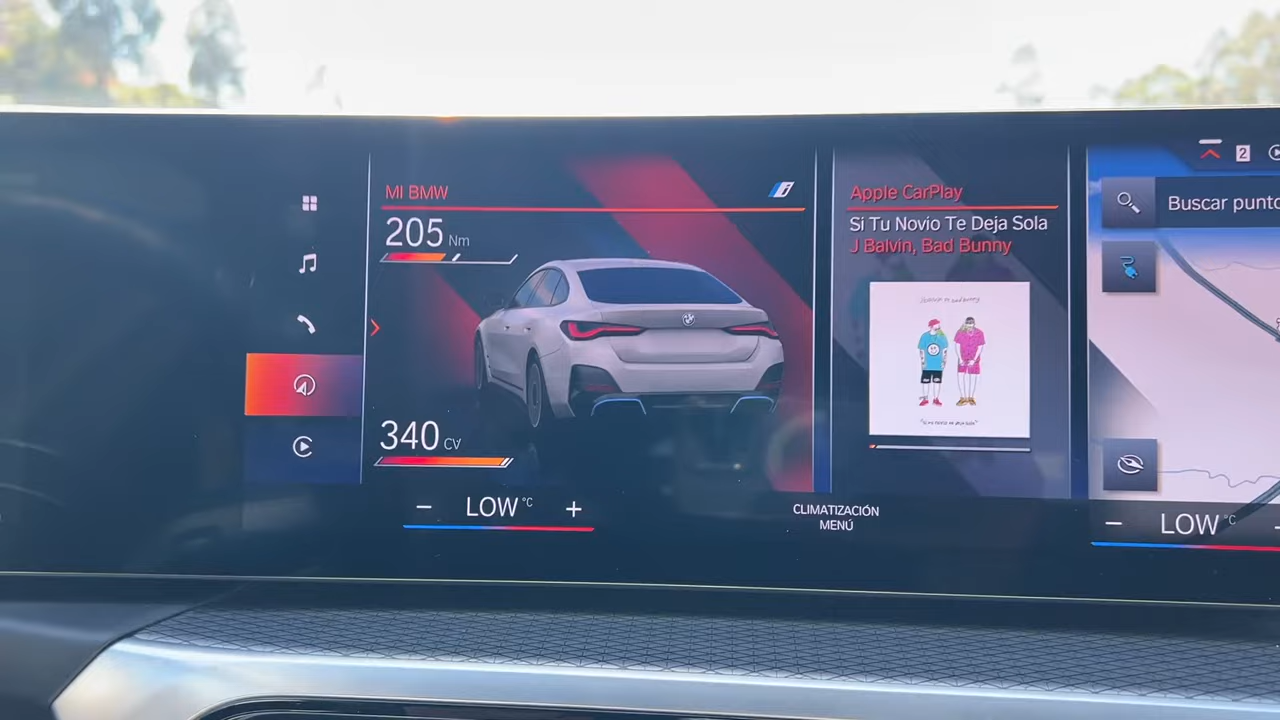 MI BMW
205 Nm
340 CV
− LOW °C +
CLIMATIZACIÓN
MENÚ
Apple CarPlay
Si Tu Novio Te Deja Sola
J Balvin, Bad Bunny
2
Buscar punto
− LOW °C